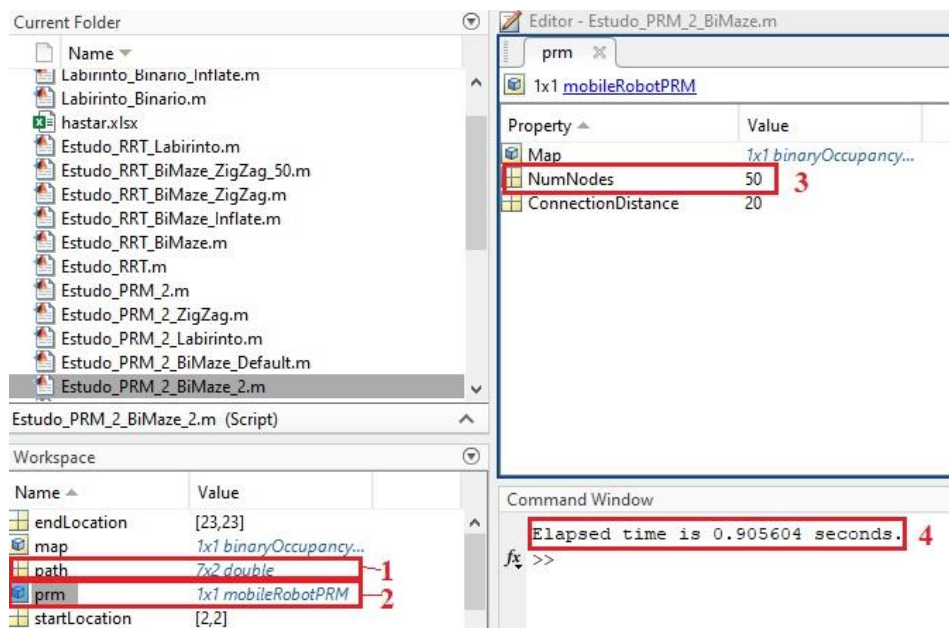 Current Folder
Name
Labirinto_Binario_Inflate.m
Labirinto_Binario.m
hastar.xlsx
Estudo_RRT_Labirinto.m
Estudo_RRT_BiMaze_ZigZag_50.m
Estudo_RRT_BiMaze_ZigZag.m
Estudo_RRT_BiMaze_Inflate.m
Estudo_RRT_BiMaze.m
Estudo_RRT.m
Estudo_PRM_2.m
Estudo_PRM_2_ZigZag.m
Estudo_PRM_2_Labirinto.m
Estudo_PRM_2_BiMaze_Default.m
Estudo_PRM_2_BiMaze_2.m
Estudo_PRM_2_BiMaze_2.m (Script)
Workspace
Name Value
endLocation [23,23]
map 1x1 binaryOccupancy...
path 7x2 double 1
prm 1x1 mobileRobotPRM 2
startLocation [2,2]
Editor - Estudo_PRM_2_BiMaze.m
prm
1x1 mobileRobotPRM
Property Value
Map 1x1 binaryOccupancy...
NumNodes 50 3
ConnectionDistance 20
Command Window
Elapsed time is 0.905604 seconds. 4
fx >>